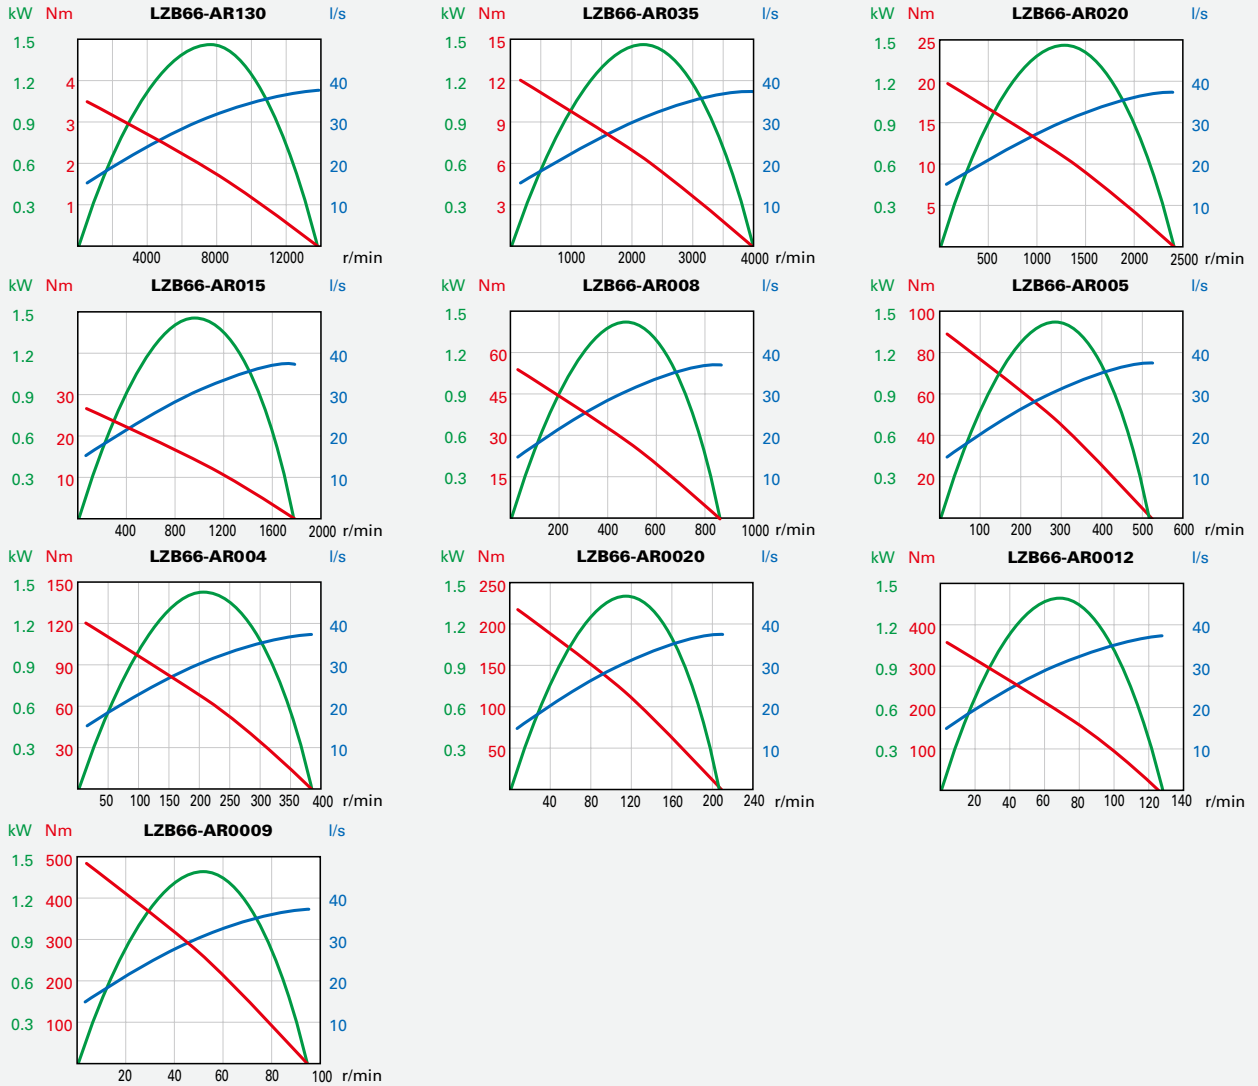 kW Nm LZB66-AR130 l/s
1.5
1.2 4 40
0.9 3 30
0.6 2 20
0.3 1 10
4000 8000 12000 r/min
kW Nm LZB66-AR035 l/s
1.5 15
1.2 12 40
0.9 9 30
0.6 6 20
0.3 3 10
1000 2000 3000 4000 r/min
kW Nm LZB66-AR020 l/s
1.5 25
1.2 20 40
0.9 15 30
0.6 10 20
0.3 5 10
500 1000 1500 2000 2500 r/min
kW Nm LZB66-AR015 l/s
1.5
1.2 40
0.9 30 30
0.6 20 20
0.3 10 10
400 800 1200 1600 2000 r/min
kW Nm LZB66-AR008 l/s
1.5
1.2 60 40
0.9 45 30
0.6 30 20
0.3 15 10
200 400 600 800 1000 r/min
kW Nm LZB66-AR005 l/s
1.5 100
1.2 80 40
0.9 60 30
0.6 40 20
0.3 20 10
100 200 300 400 500 600 r/min
kW Nm LZB66-AR004 l/s
1.5 150
1.2 120 40
0.9 90 30
0.6 60 20
0.3 30 10
50 100 150 200 250 300 350 400 r/min
kW Nm LZB66-AR0020 l/s
1.5 250
1.2 200 40
0.9 150 30
0.6 100 20
0.3 50 10
40 80 120 160 200 240 r/min
kW Nm LZB66-AR0012 l/s
1.5
1.2 400 40
0.9 300 30
0.6 200 20
0.3 100 10
20 40 60 80 100 120 140 r/min
kW Nm LZB66-AR0009 l/s
1.5 500
1.2 400 40
0.9 300 30
0.6 200 20
0.3 100 10
20 40 60 80 100 r/min